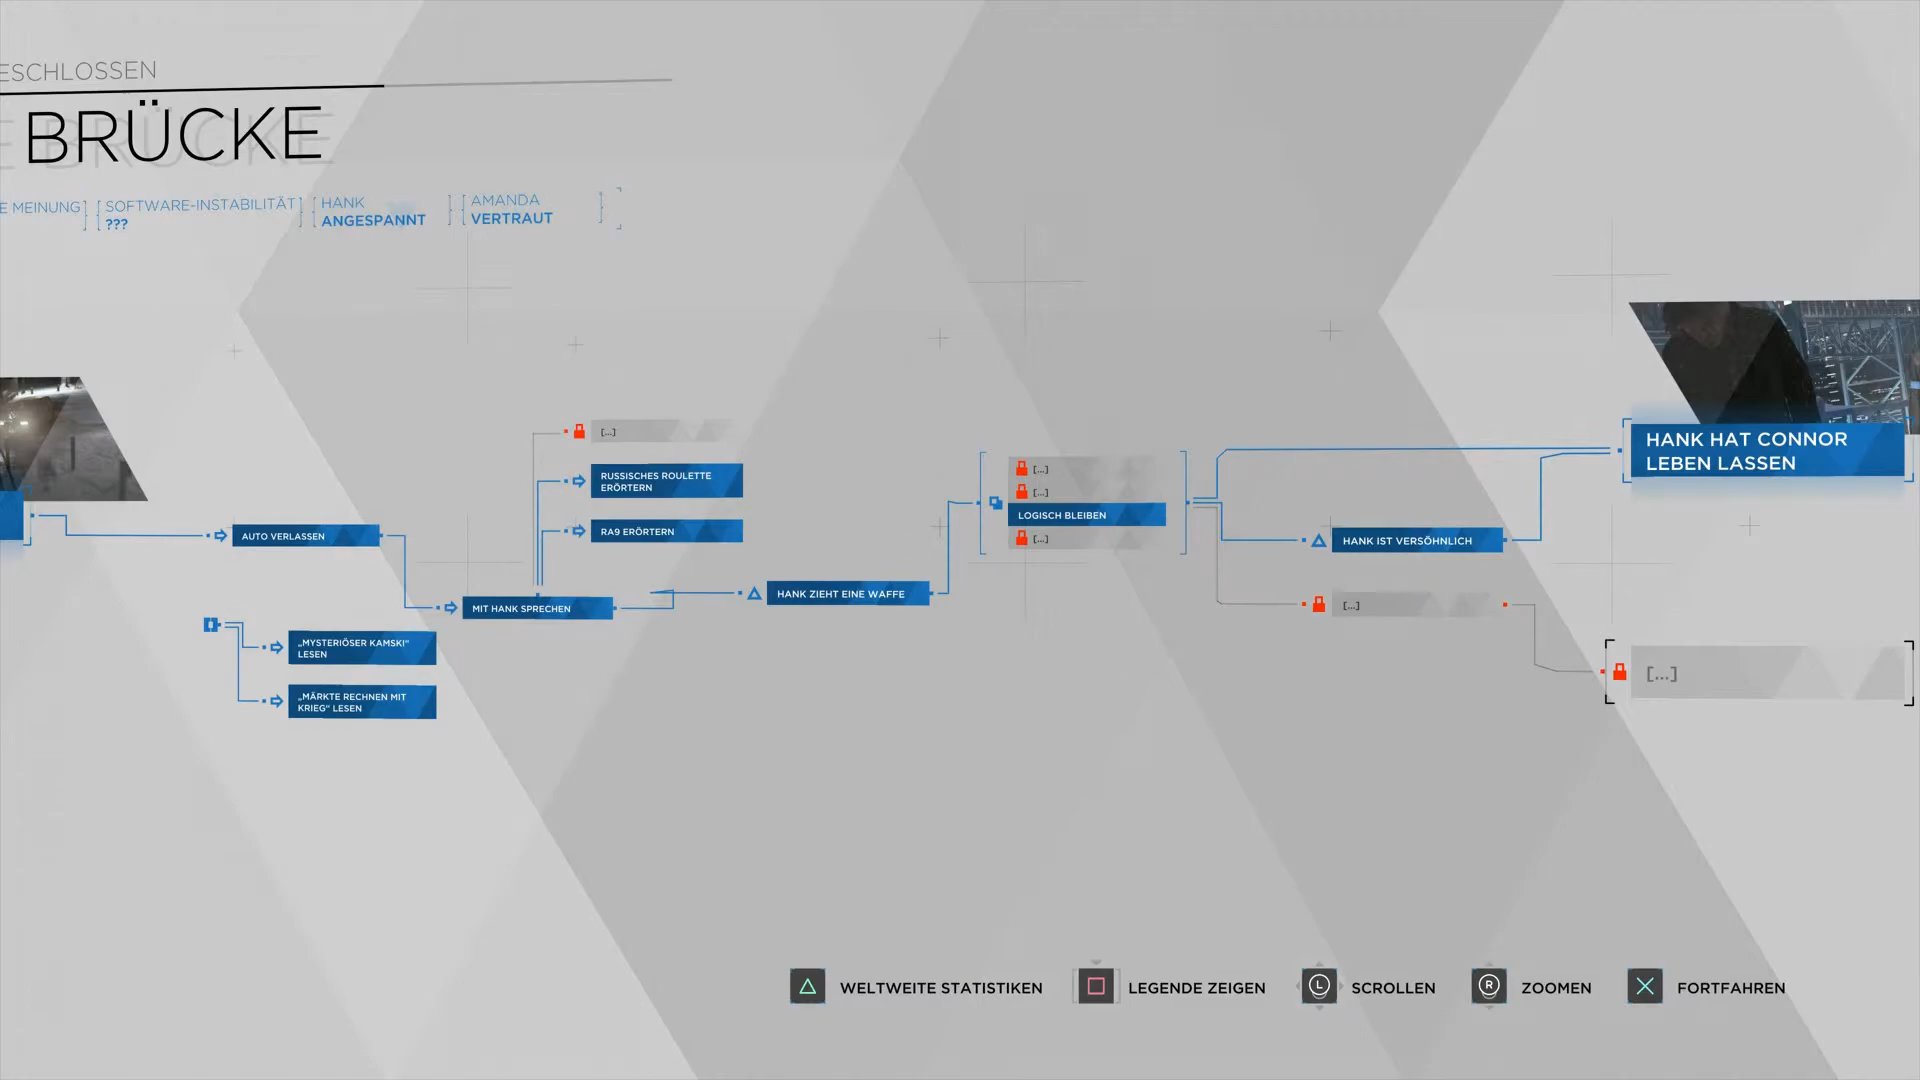 ESCHLOSSEN
E BRÜCKE
E MEINUNG
SOFTWARE-INSTABILITÄT
???
HANK
ANGESPANNT
AMANDA
VERTRAUT
[...]
RUSSISCHES ROULETTE
ERÖRTERN
RA9 ERÖRTERN
AUTO VERLASSEN
MIT HANK SPRECHEN
„MYSTERIÖSER KAMSKI“
LESEN
„MÄRKTE RECHNEN MIT
KRIEG“ LESEN
HANK ZIEHT EINE WAFFE
[...]
[...]
LOGISCH BLEIBEN
[...]
HANK IST VERSÖHNLICH
[...]
HANK HAT CONNOR
LEBEN LASSEN
[...]
WELTWEITE STATISTIKEN
LEGENDE ZEIGEN
L SCROLLEN
R ZOOMEN
FORTFAHREN